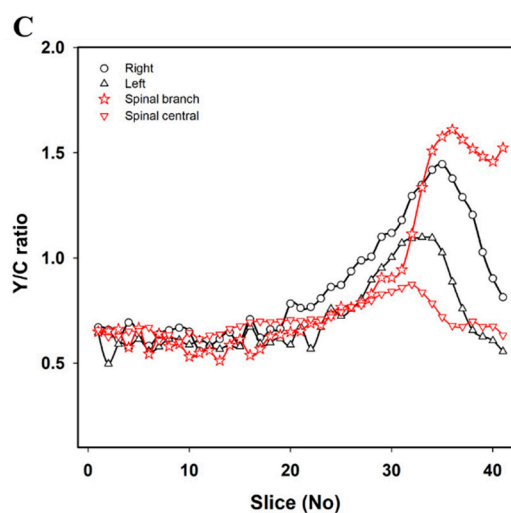 C
2.0
Right
Left
Spinal branch
Spinal central
1.5
Y/C ratio
1.0
0.5
0 10 20 30 40
Slice (No)